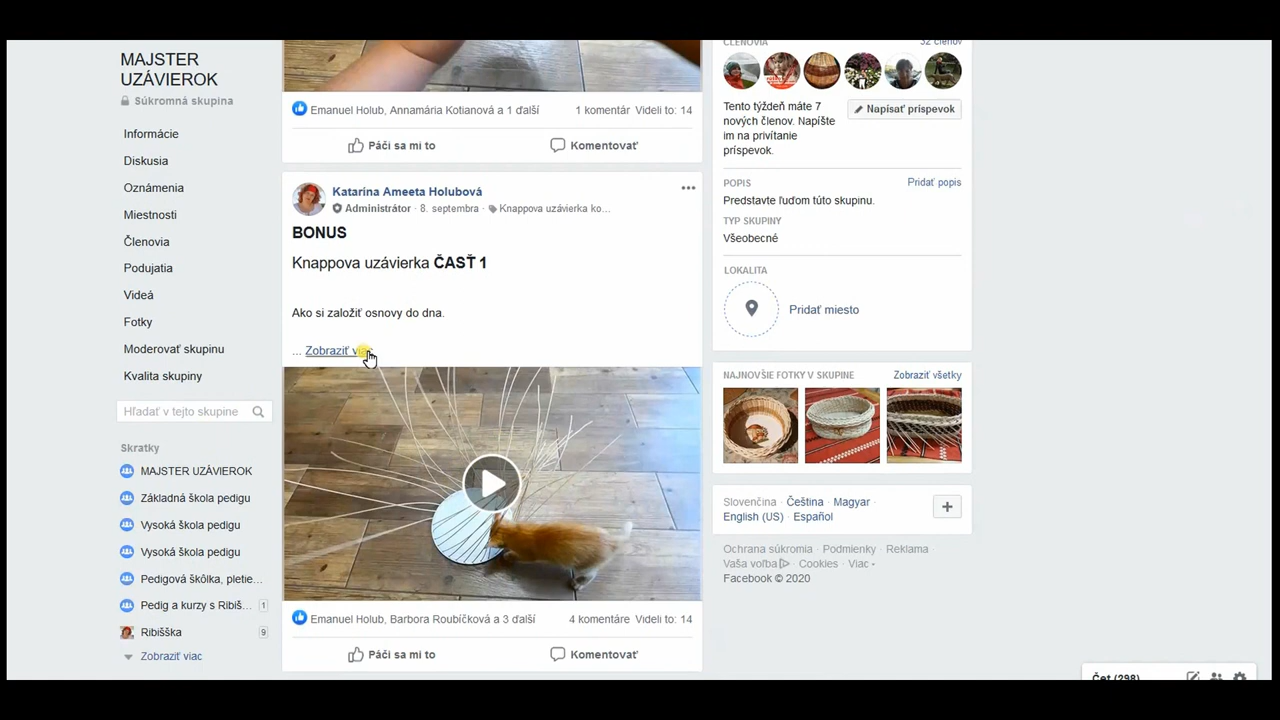 MAJSTER
UZÁVIEROK
Súkromná skupina
Informácie
Diskusia
Oznámenia
Miestnosti
Členovia
Podujatia
Videá
Fotky
Moderovať skupinu
Kvalita skupiny
Hľadať v tejto skupine
Skratky
MAJSTER UZÁVIEROK
Základná škola pedigu
Vysoká škola pedigu
Vysoká škola pedigu
Pedigová škôlka, pletie...
Pedig a kurzy s Ribiš... 1
Ribišška 9
Zobraziť viac
Emanuel Holub, Annamária Kotianová a 1 ďalší 1 komentár Videli to: 14
Páči sa mi to Komentovať
Katarína Ameeta Holubová
Administrátor · 8. septembra · Knappova uzávierka ko...
BONUS
Knappova uzávierka ČASŤ 1
Ako si založiť osnovy do dna.
... Zobraziť viac
Emanuel Holub, Barbora Roubíčková a 3 ďalší 4 komentáre Videli to: 14
Páči sa mi to Komentovať
ČLENOVIA 32 členov
Tento týždeň máte 7
nových členov. Napíšte
im na privítanie
príspevok.
Napísať príspevok
POPIS Pridať popis
Predstavte ľuďom túto skupinu.
TYP SKUPINY
Všeobecné
LOKALITA
Pridať miesto
NAJNOVŠIE FOTKY V SKUPINE Zobraziť všetky
Slovenčina · Čeština · Magyar ·
English (US) · Español
Ochrana súkromia · Podmienky · Reklama ·
Vaša voľba · Cookies · Viac
Facebook © 2020
Čet (298)